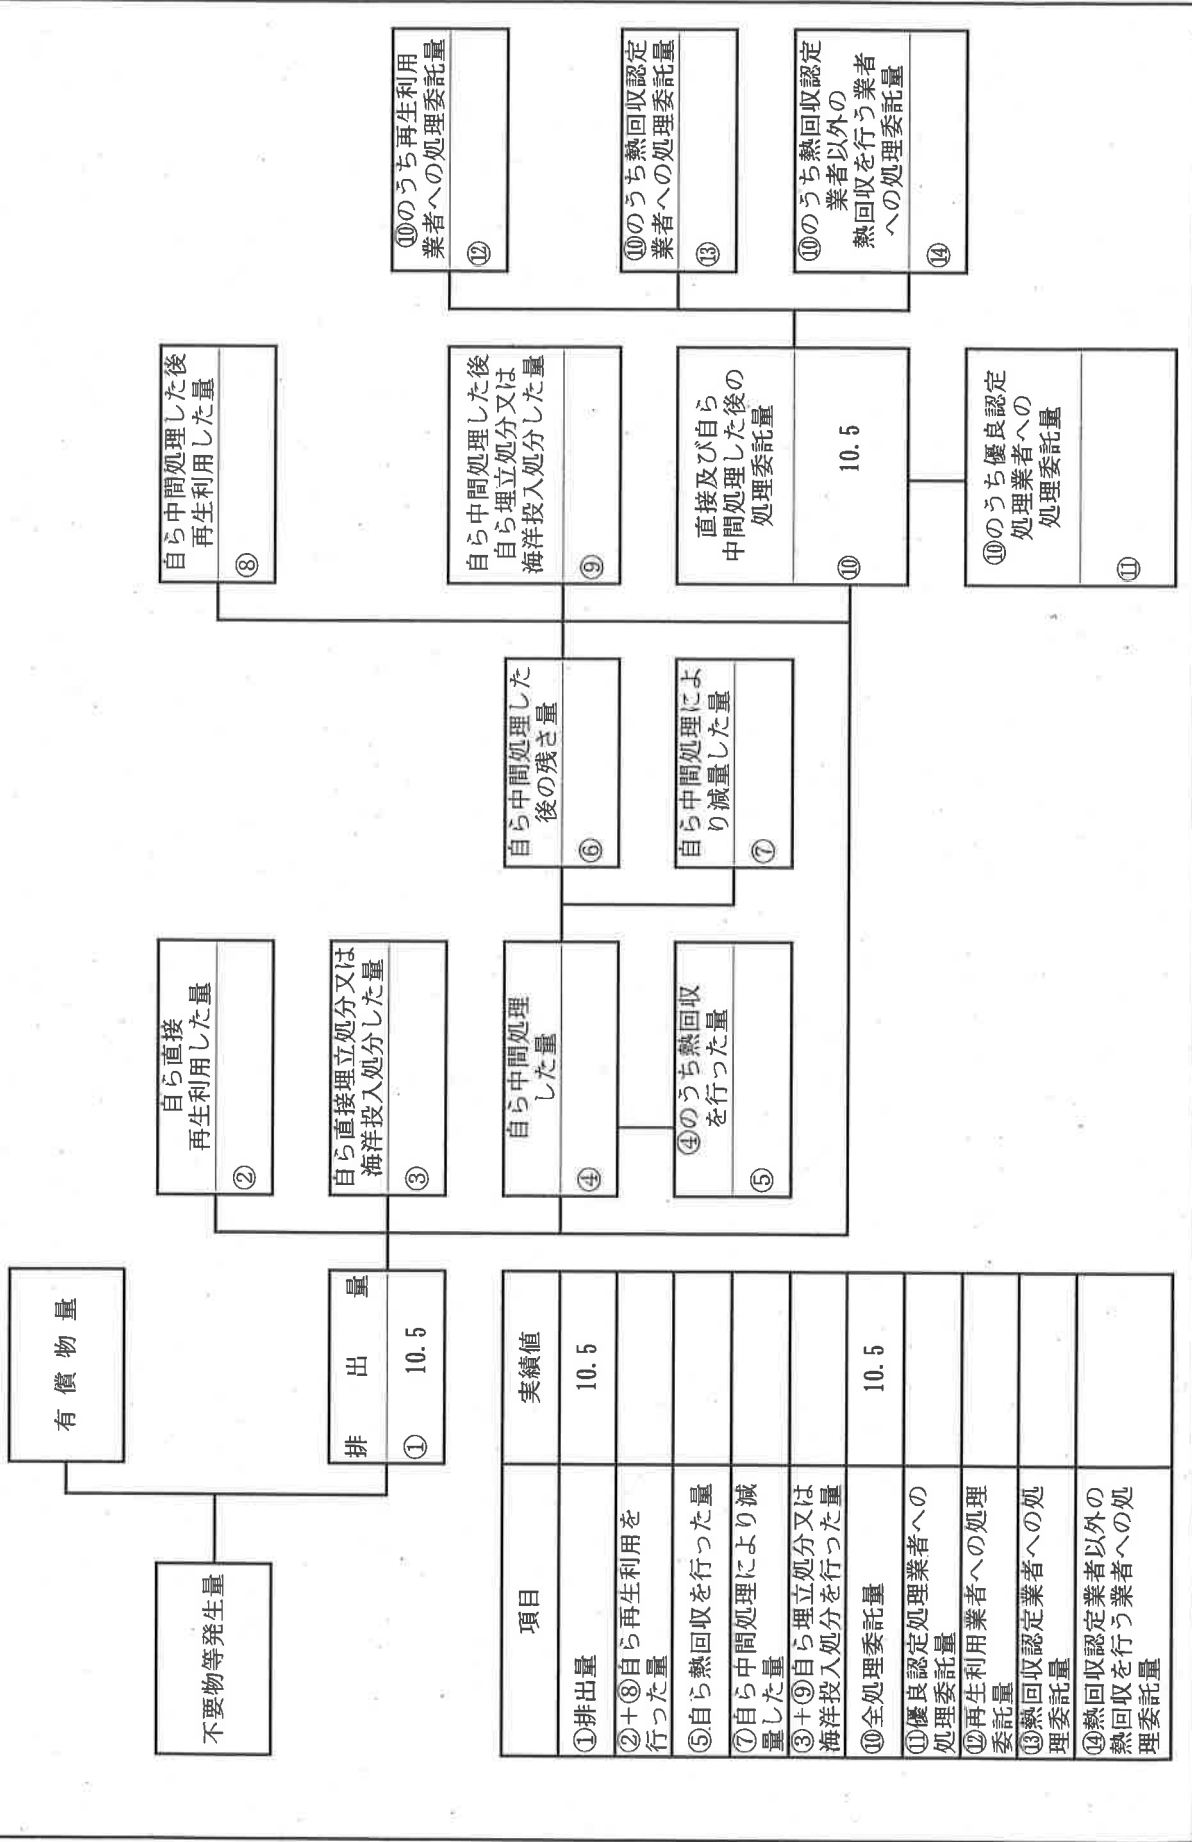 不要物等発生量
有償物量
排出量
①
10.5
自ら直接
再生利用した量
②
自ら直接埋立処分又は
海洋投入処分した量
③
自ら中間処理
した量
④
④のうち熱回収
を行った量
⑤
自ら中間処理した
後の残さ量
⑥
自ら中間処理によ
り減量した量
⑦
自ら中間処理した後
再生利用した量
⑧
自ら中間処理した後
自ら埋立処分又は
海洋投入処分した量
⑨
直接及び自ら
中間処理した後の
処理委託量
⑩
10.5
⑩のうち優良認定
処理業者への
処理委託量
⑪
⑩のうち再生利用
業者への処理委託量
⑫
⑩のうち熱回収認定
業者への処理委託量
⑬
⑩のうち熱回収認定
業者以外の
熱回収を行う業者
への処理委託量
⑭
項目
実績値
①排出量
10.5
②+⑧自ら再生利用を
行った量
⑤自ら熱回収を行った量
⑦自ら中間処理により減
量した量
③+⑨自ら埋立処分又は
海洋投入処分を行った量
⑩全処理委託量
10.5
⑪優良認定処理業者への
処理委託量
⑫再生利用業者への処理
委託量
⑬熱回収認定業者への処
理委託量
⑭熱回収認定業者以外の
熱回収を行う業者への処
理委託量